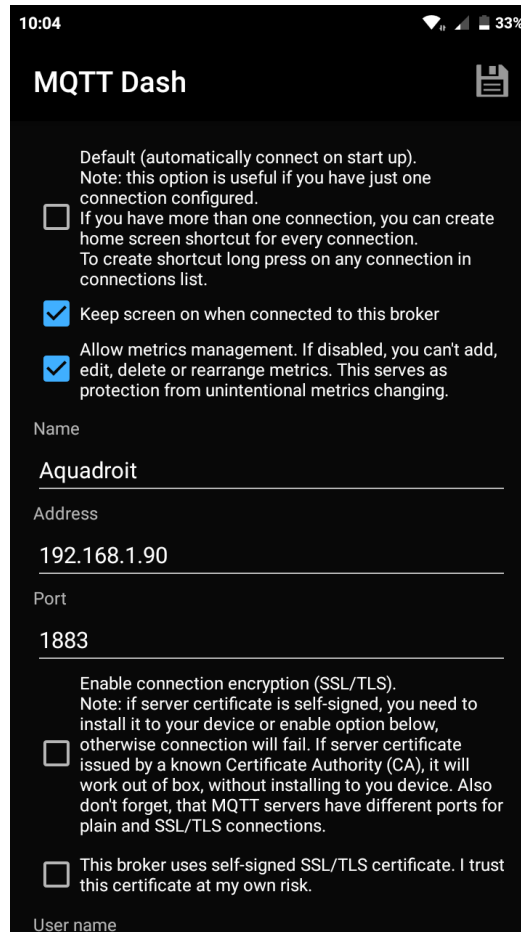 10:04
33%
MQTT Dash
Default (automatically connect on start up).
Note: this option is useful if you have just one
connection configured.
If you have more than one connection, you can create
home screen shortcut for every connection.
To create shortcut long press on any connection in
connections list.
Keep screen on when connected to this broker
Allow metrics management. If disabled, you can't add,
edit, delete or rearrange metrics. This serves as
protection from unintentional metrics changing.
Name
Aquadroit
Address
192.168.1.90
Port
1883
Enable connection encryption (SSL/TLS).
Note: if server certificate is self-signed, you need to
install it to your device or enable option below,
otherwise connection will fail. If server certificate
issued by a known Certificate Authority (CA), it will
work out of box, without installing to you device. Also
don't forget, that MQTT servers have different ports for
plain and SSL/TLS connections.
This broker uses self-signed SSL/TLS certificate. I trust
this certificate at my own risk.
User name